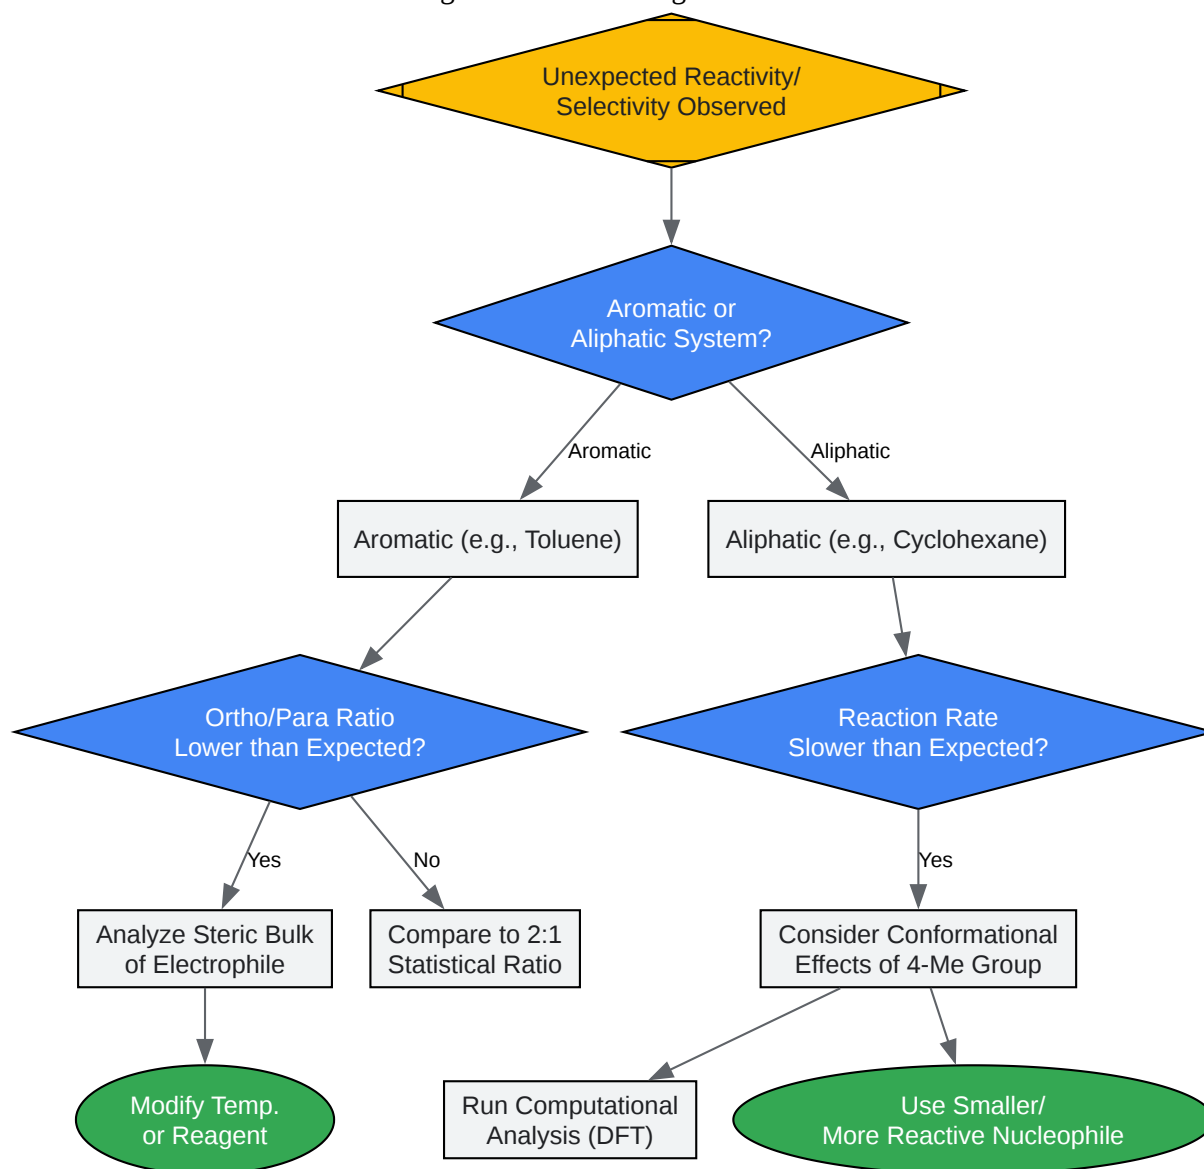 Unexpected Reactivity/
Selectivity Observed
Aromatic or
Aliphatic System?
Aromatic
Aliphatic
Aromatic (e.g., Toluene)
Aliphatic (e.g., Cyclohexane)
Ortho/Para Ratio
Lower than Expected?
Reaction Rate
Slower than Expected?
Yes
No
Yes
Analyze Steric Bulk
of Electrophile
Compare to 2:1
Statistical Ratio
Consider Conformational
Effects of 4-Me Group
Modify Temp.
or Reagent
Run Computational
Analysis (DFT)
Use Smaller/
More Reactive Nucleophile